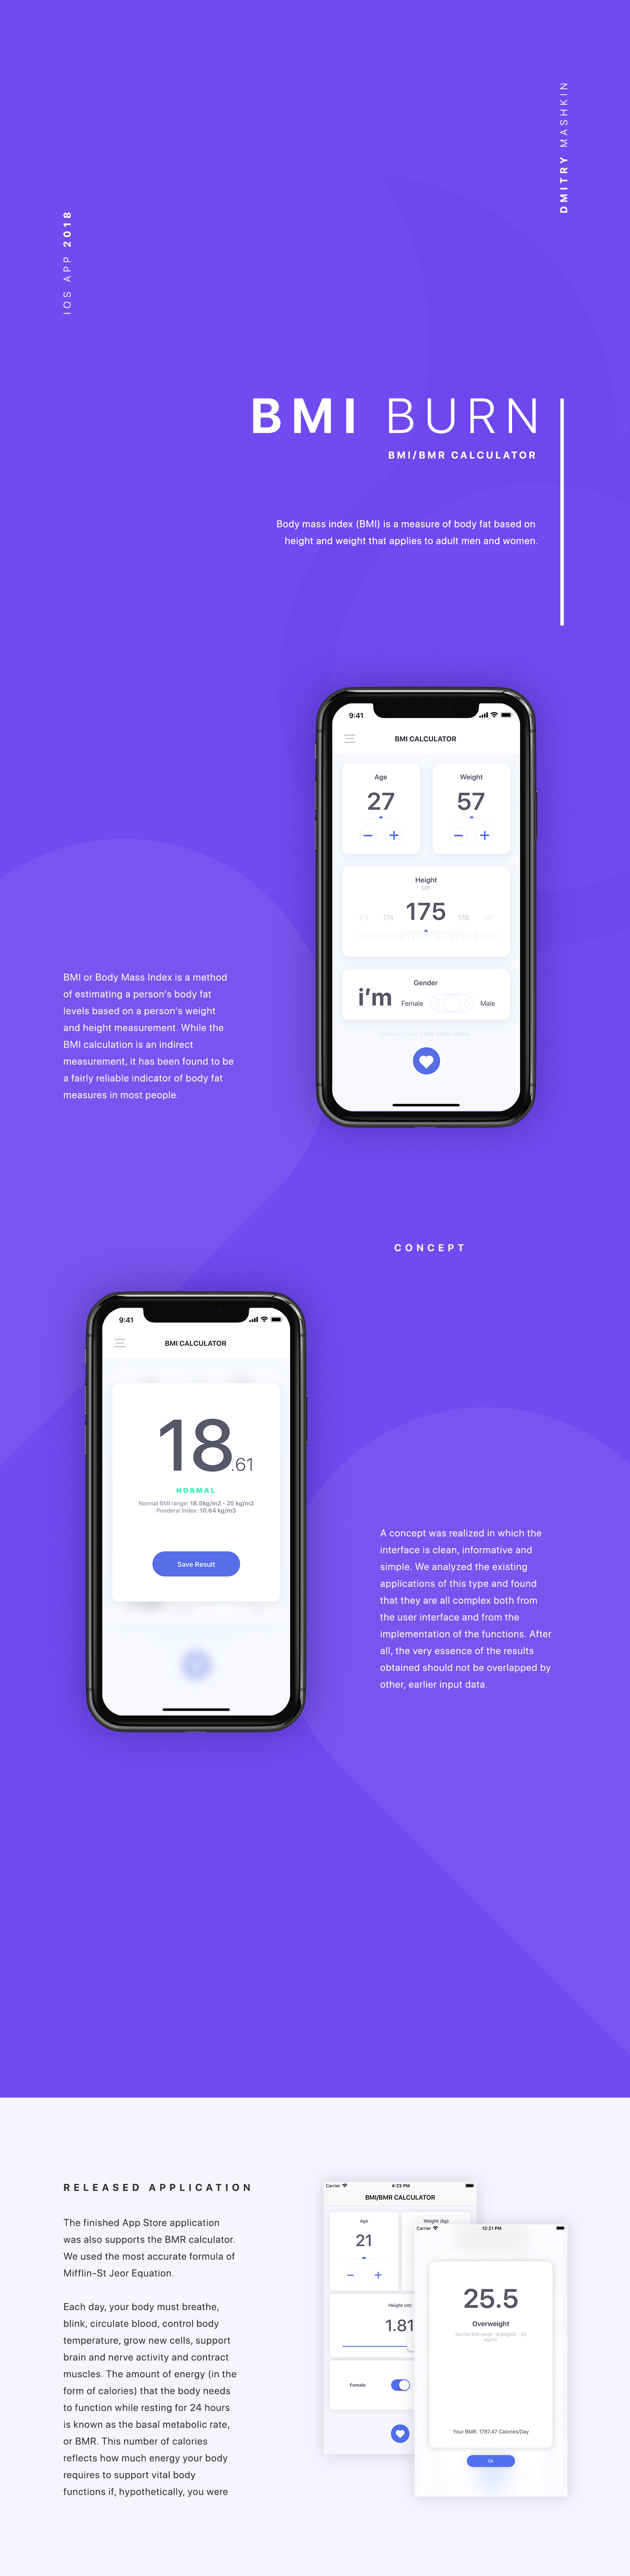 DMITRY MASHKIN
IOS APP 2018
BMI BURN
BMI/BMR CALCULATOR
Body mass index (BMI) is a measure of body fat based on
height and weight that applies to adult men and women.
9:41
BMI CALCULATOR
Age
Weight
27
57
Height
cm
173 174 175 176 177
Gender
i'm Female Male
Calculate Your Body Mass Index
BMI or Body Mass Index is a method
of estimating a person's body fat
levels based on a person's weight
and height measurement. While the
BMI calculation is an indirect
measurement, it has been found to be
a fairly reliable indicator of body fat
measures in most people.
CONCEPT
9:41
BMI CALCULATOR
18.61
NORMAL
Normal BMI range: 18.5kg/m2 - 25 kg/m2
Ponderal Index: 10.64 kg/m3
Save Result
A concept was realized in which the
interface is clean, informative and
simple. We analyzed the existing
applications of this type and found
that they are all complex both from
the user interface and from the
implementation of the functions. After
all, the very essence of the results
obtained should not be overlapped by
other, earlier input data.
RELEASED APPLICATION
The finished App Store application
was also supports the BMR calculator.
We used the most accurate formula of
Mifflin-St Jeor Equation.
Each day, your body must breathe,
blink, circulate blood, control body
temperature, grow new cells, support
brain and nerve activity and contract
muscles. The amount of energy (in the
form of calories) that the body needs
to function while resting for 24 hours
is known as the basal metabolic rate,
or BMR. This number of calories
reflects how much energy your body
requires to support vital body
functions if, hypothetically, you were
Carrier 4:23 PM
BMI/BMR CALCULATOR
Age
Weight (kg)
21
Height (m)
1.81
Female
Carrier 12:21 PM
25.5
Overweight
Normal BMI range: 18.5kg/m2 - 25
kg/m2
Your BMR: 1787.47 Calories/Day
Ok